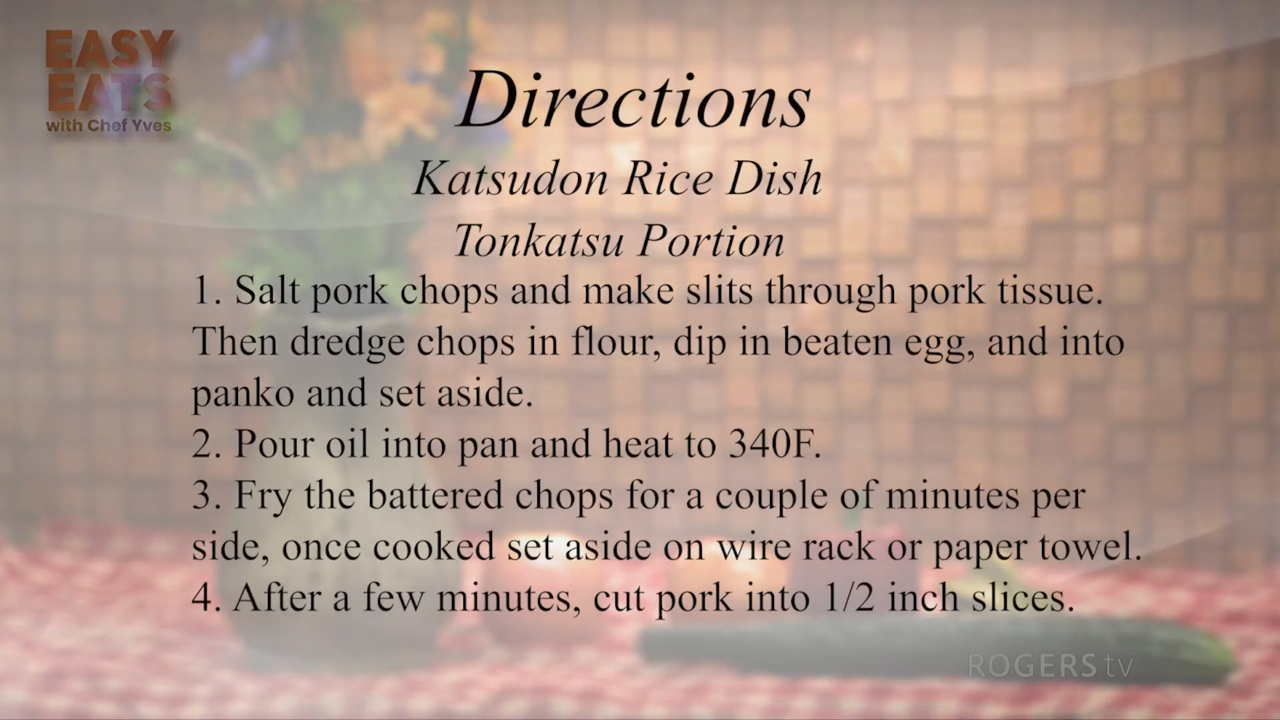 EASY
EATS
with Chef Yves
Directions
Katsudon Rice Dish
Tonkatsu Portion
1. Salt pork chops and make slits through pork tissue.
Then dredge chops in flour, dip in beaten egg, and into
panko and set aside.
2. Pour oil into pan and heat to 340F.
3. Fry the battered chops for a couple of minutes per
side, once cooked set aside on wire rack or paper towel.
4. After a few minutes, cut pork into 1/2 inch slices.
ROGERS tv